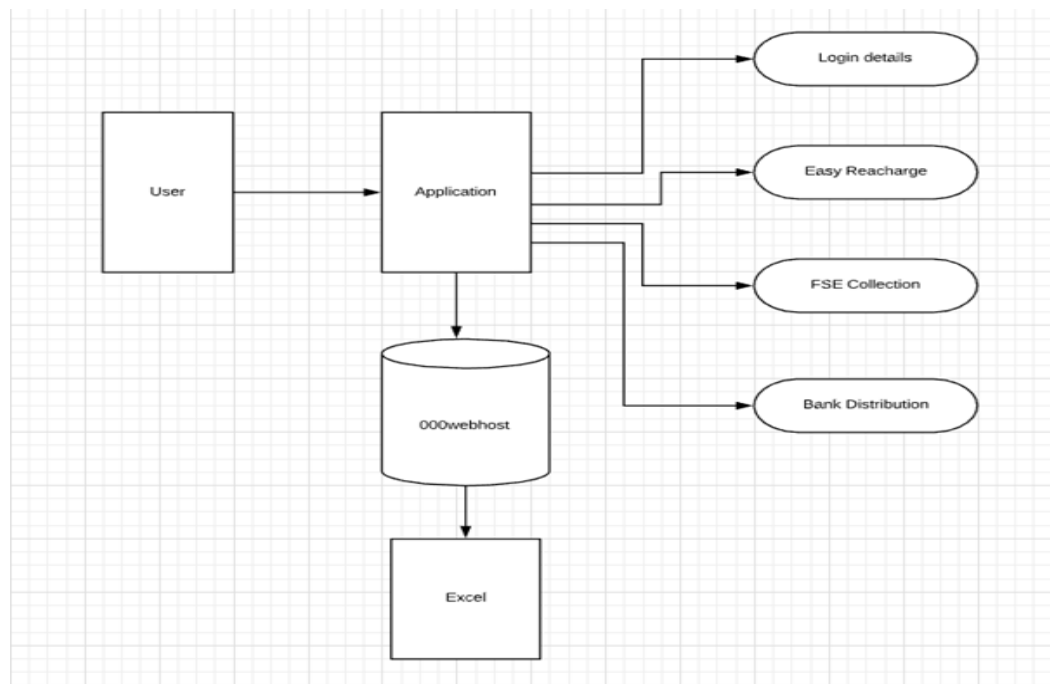 Login details
User
Application
Easy Reacharge
FSE Collection
Bank Distribution
000webhost
Excel